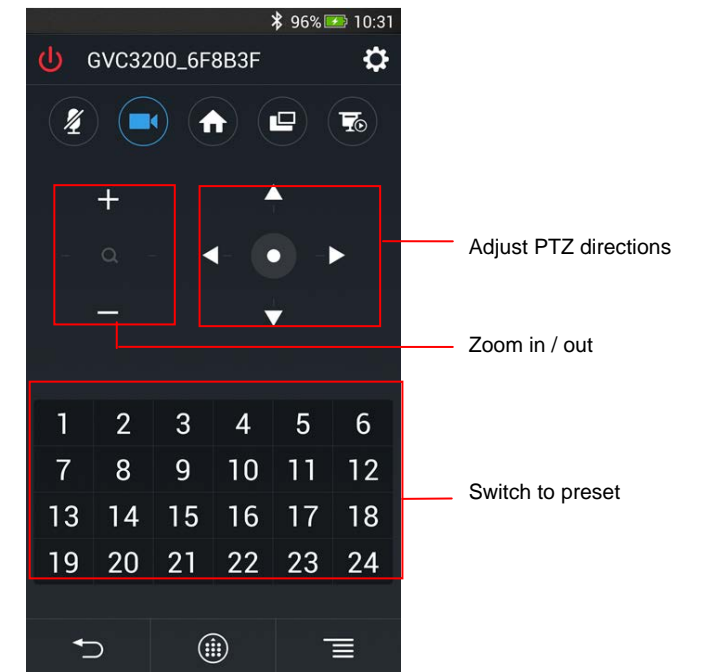 96% 10:31
GVC3200_6F8B3F
Adjust PTZ directions
Zoom in / out
1 2 3 4 5 6
7 8 9 10 11 12
Switch to preset
13 14 15 16 17 18
19 20 21 22 23 24